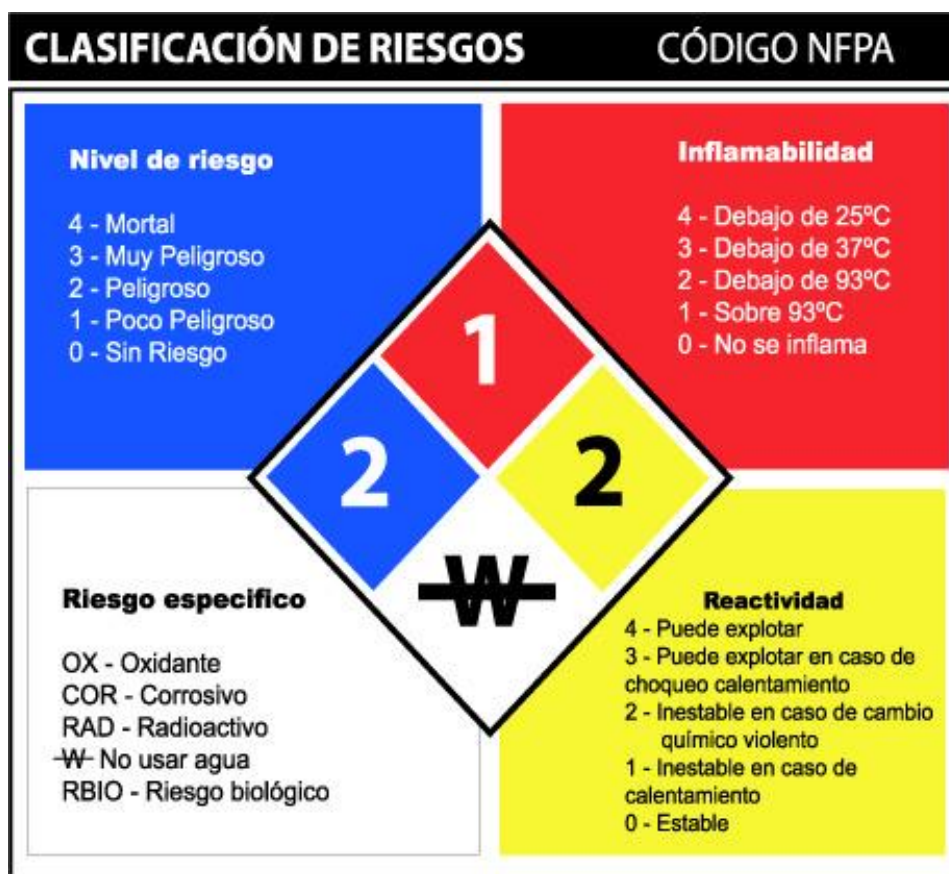 CLASIFICACIÓN DE RIESGOS CÓDIGO NFPA
Nivel de riesgo
4 - Mortal
3 - Muy Peligroso
2 - Peligroso
1 - Poco Peligroso
0 - Sin Riesgo
Inflamabilidad
4 - Debajo de 25ºC
3 - Debajo de 37ºC
2 - Debajo de 93ºC
1 - Sobre 93ºC
0 - No se inflama
1
2
2
W
Riesgo especifico
OX - Oxidante
COR - Corrosivo
RAD - Radioactivo
W No usar agua
RBIO - Riesgo biológico
Reactividad
4 - Puede explotar
3 - Puede explotar en caso de
choqueo calentamiento
2 - Inestable en caso de cambio
químico violento
1 - Inestable en caso de
calentamiento
0 - Estable